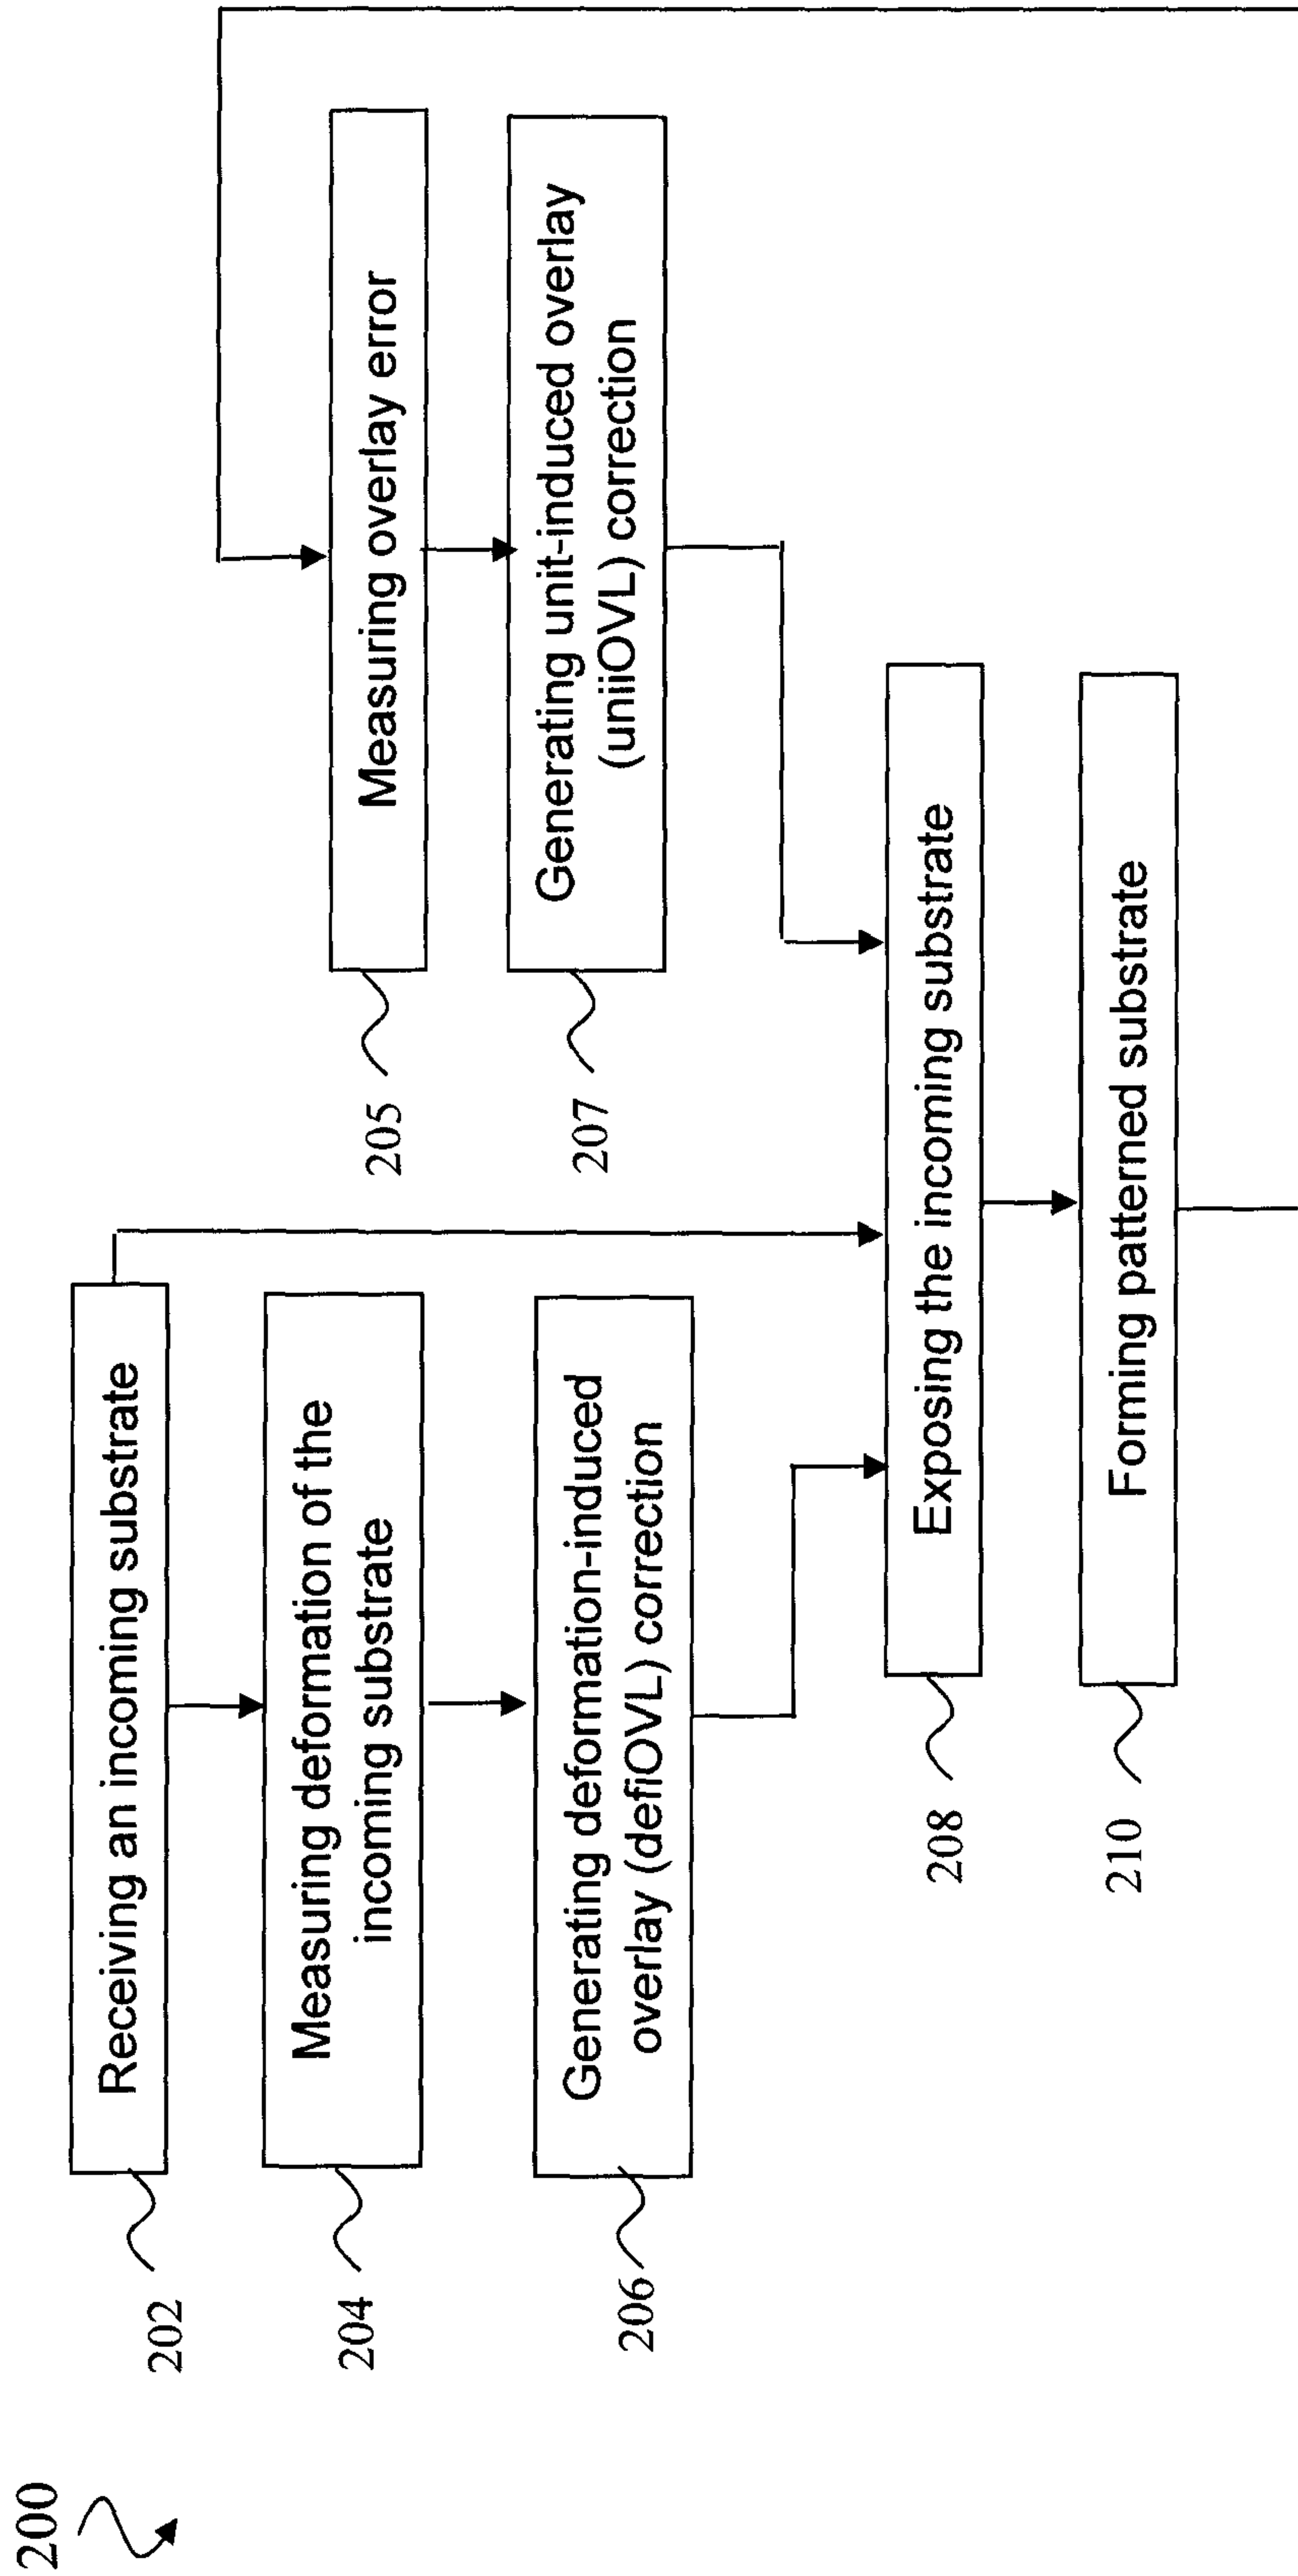 200
202
Receiving an incoming substrate
204
Measuring deformation of the
incoming substrate
206
Generating deformation-induced
overlay (defiOVL) correction
205
Measuring overlay error
207
Generating unit-induced overlay
(uniiOVL) correction
208
Exposing the incoming substrate
210
Forming patterned substrate